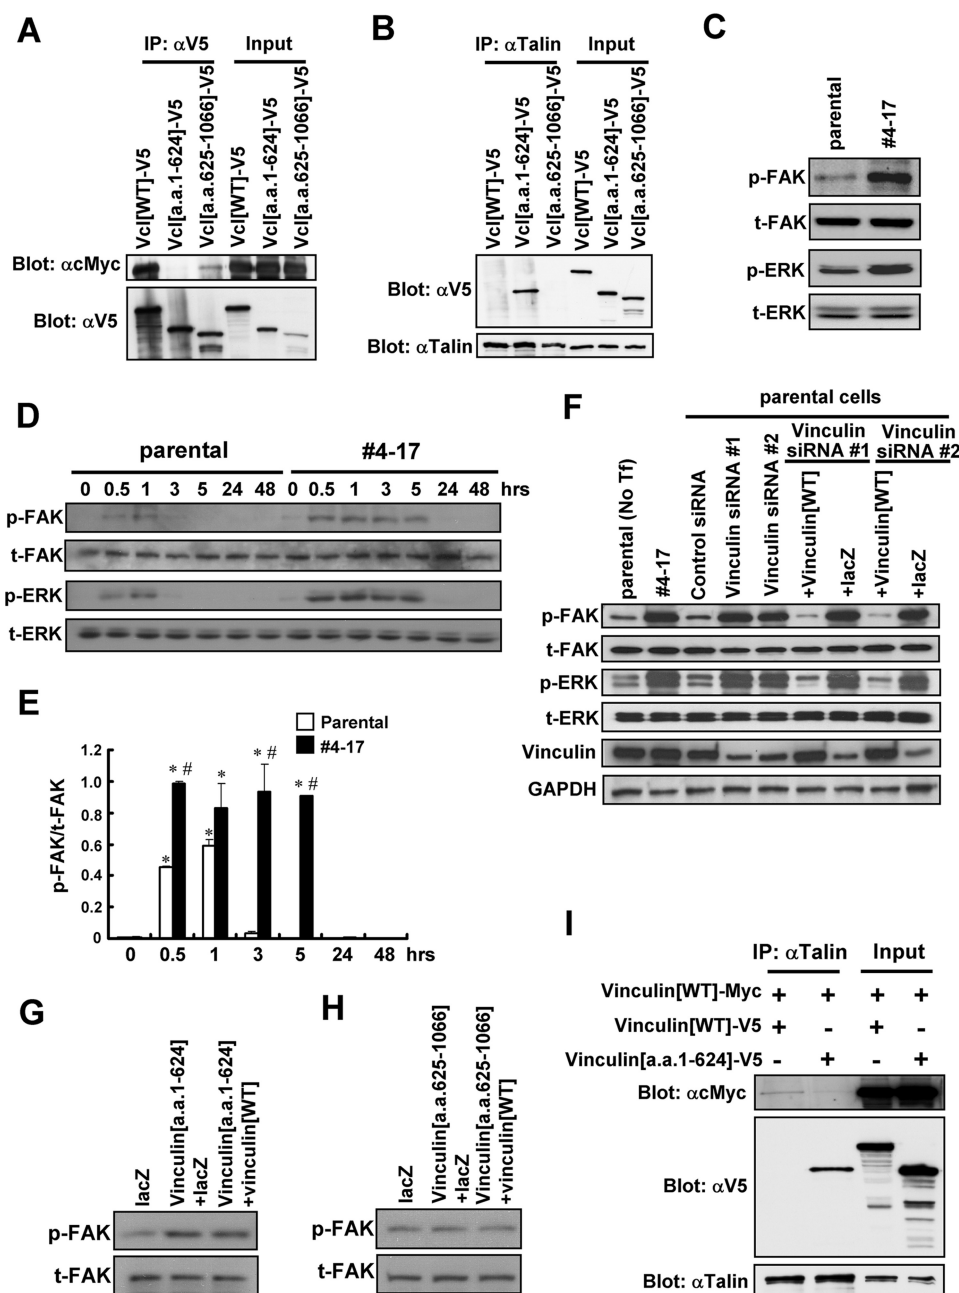 A
IP: αV5
Input
Vcl[WT]-V5
Vcl[a.a.1-624]-V5
Vcl[a.a.625-1066]-V5
Vcl[WT]-V5
Vcl[a.a.1-624]-V5
Vcl[a.a.625-1066]-V5
Blot: αcMyc
Blot: αV5
B
IP: αTalin
Input
Vcl[WT]-V5
Vcl[a.a.1-624]-V5
Vcl[a.a.625-1066]-V5
Vcl[WT]-V5
Vcl[a.a.1-624]-V5
Vcl[a.a.625-1066]-V5
Blot: αV5
Blot: αTalin
C
parental
#4-17
p-FAK
t-FAK
p-ERK
t-ERK
D
parental
#4-17
0 0.5 1 3 5 24 48 0 0.5 1 3 5 24 48 hrs
p-FAK
t-FAK
p-ERK
t-ERK
E
Parental
#4-17
p-FAK/t-FAK
1.2
1.0
0.8
0.6
0.4
0.2
0
* * # * * * # * #
0 0.5 1 3 5 24 48 hrs
F
parental cells
Vinculin siRNA #1
Vinculin siRNA #2
parental (No Tf)
#4-17
Control siRNA
Vinculin siRNA #1
Vinculin siRNA #2
+Vinculin[WT]
+lacZ
+Vinculin[WT]
+lacZ
p-FAK
t-FAK
p-ERK
t-ERK
Vinculin
GAPDH
G
lacZ
Vinculin[a.a.1-624]
+lacZ
Vinculin[a.a.1-624]
+vinculin[WT]
p-FAK
t-FAK
H
lacZ
Vinculin[a.a.625-1066]
+lacZ
Vinculin[a.a.625-1066]
+vinculin[WT]
p-FAK
t-FAK
I
IP: αTalin
Input
Vinculin[WT]-Myc + + + +
Vinculin[WT]-V5 + - + -
Vinculin[a.a.1-624]-V5 - + - +
Blot: αcMyc
Blot: αV5
Blot: αTalin